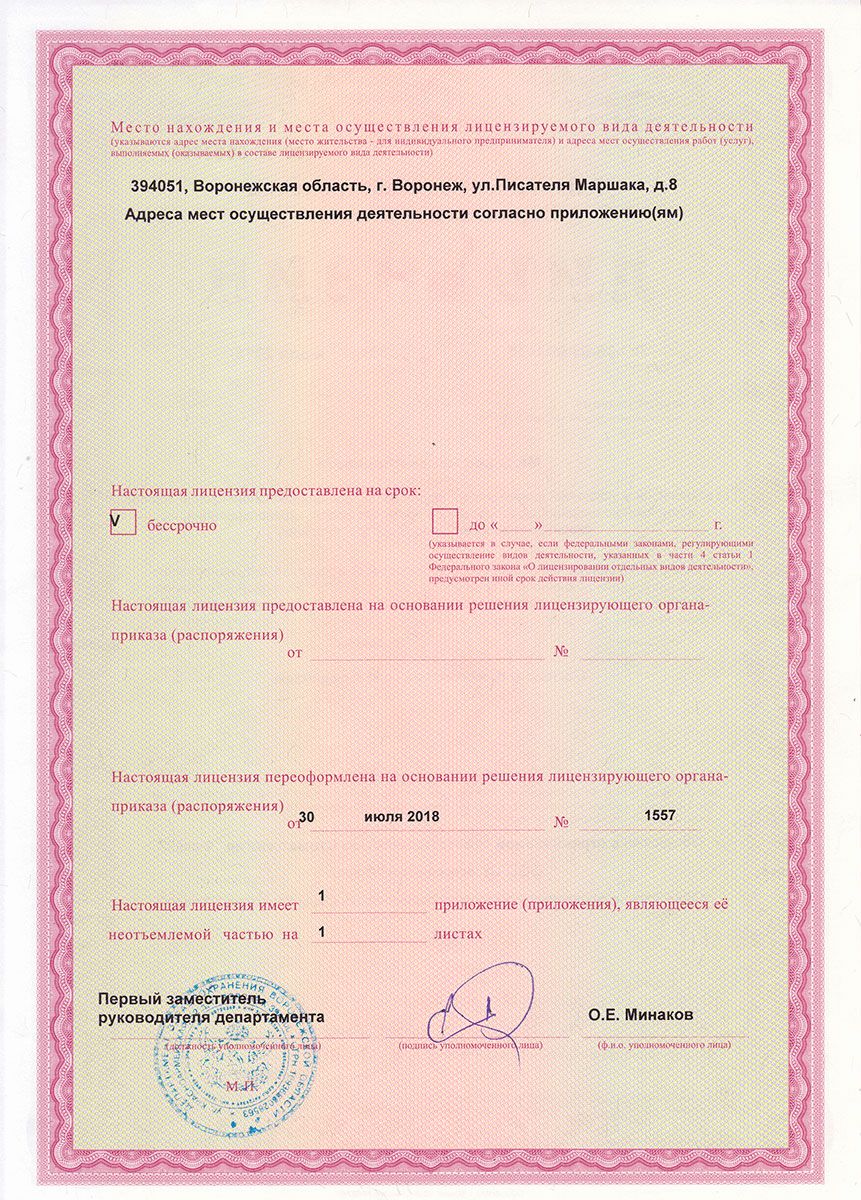 Место нахождения и места осуществления лицензируемого вида деятельности
(указываются адрес места нахождения (место жительства - для индивидуального предпринимателя) и адреса мест осуществления работ (услуг),
выполняемых (оказываемых) в составе лицензируемого вида деятельности)
394051, Воронежская область, г. Воронеж, ул.Писателя Маршака, д.8
Адреса мест осуществления деятельности согласно приложению(ям)
Настоящая лицензия предоставлена на срок:
V бессрочно
до « ____ » ____________________ г.
(указывается в случае, если федеральными законами, регулирующими
осуществление видов деятельности, указанных в части 4 статьи 1
Федерального закона «О лицензировании отдельных видов деятельности»,
предусмотрен иной срок действия лицензии)
Настоящая лицензия предоставлена на основании решения лицензирующего органа-
приказа (распоряжения)
от № 
Настоящая лицензия переоформлена на основании решения лицензирующего органа-
приказа (распоряжения)
от 30 июля 2018 № 1557
Настоящая лицензия имеет 1 приложение (приложения), являющееся её
неотъемлемой частью на 1 листах
Первый заместитель
руководителя департамента
О.Е. Минаков
(должность уполномоченного лица)
(подпись уполномоченного лица)
(ф.и.о. уполномоченного лица)
М.П.